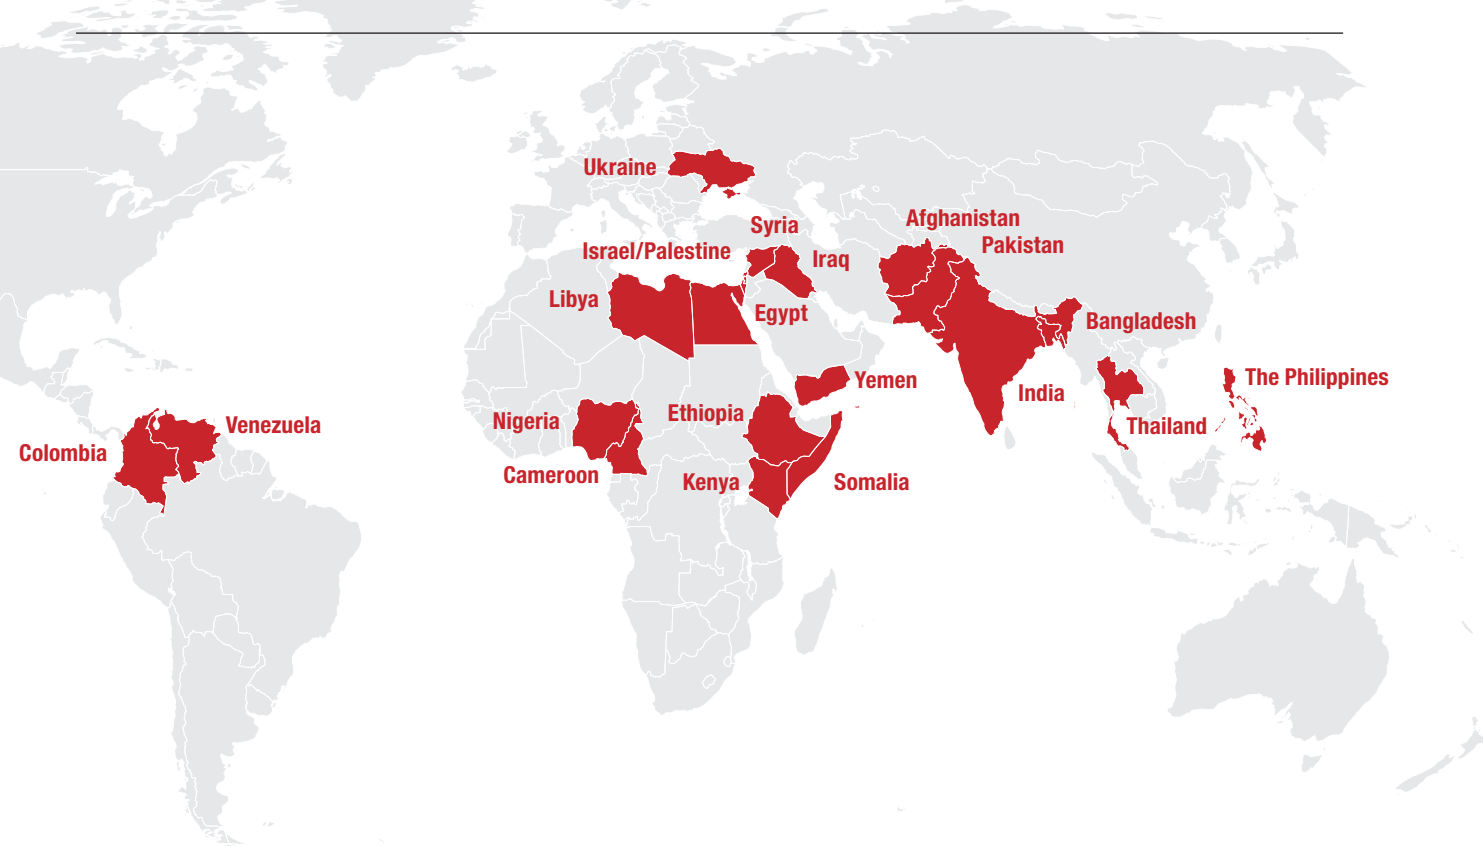 Ukraine
Afghanistan
Syria
Pakistan
Israel/Palestine
Iraq
Libya
Egypt
Bangladesh
The Philippines
Yemen
India
Ethiopia
Nigeria
Venezuela
Thailand
Colombia
Cameroon
Kenya
Somalia